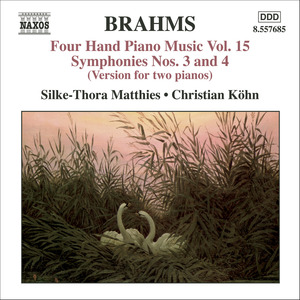 NAXOS
BRAHMS
DDD
8.557685
Four Hand Piano Music Vol. 15
Symphonies Nos. 3 and 4
(Version for two pianos)
Silke-Thora Matthies • Christian Köhn